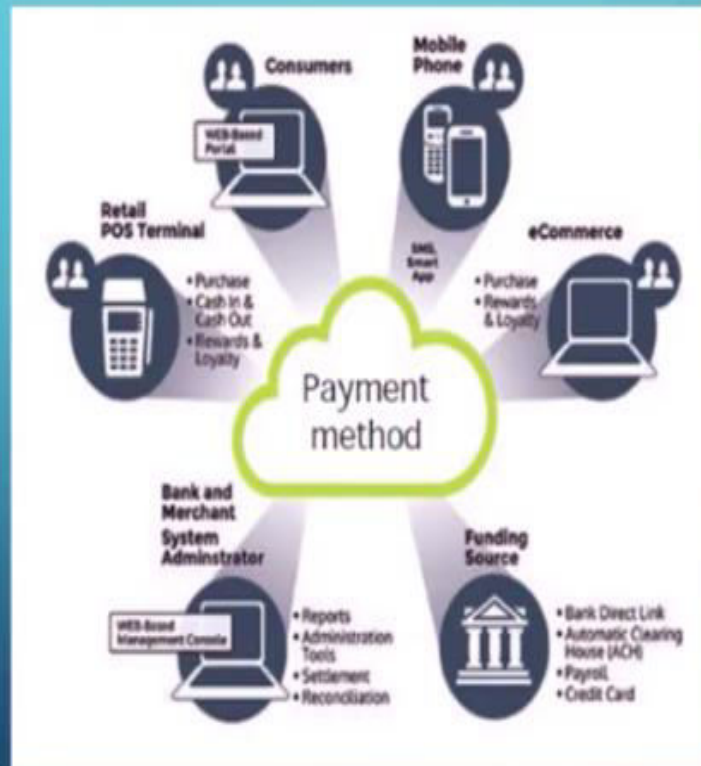 Consumers
WEB-Based
Portal
Mobile
Phone
SMS,
Smart
App
Retail
POS Terminal
• Purchase
• Cash In &
Cash Out
• Rewards &
Loyalty
eCommerce
• Purchase
• Rewards
& Loyalty
Payment
method
Bank and
Merchant
System
Adminstrator
WEB-Based
Management Console
• Reports
• Administration
Tools
• Settlement
• Reconciliation
Funding
Source
• Bank Direct Link
• Automatic Clearing
House (ACH)
• Payroll
• Credit Card